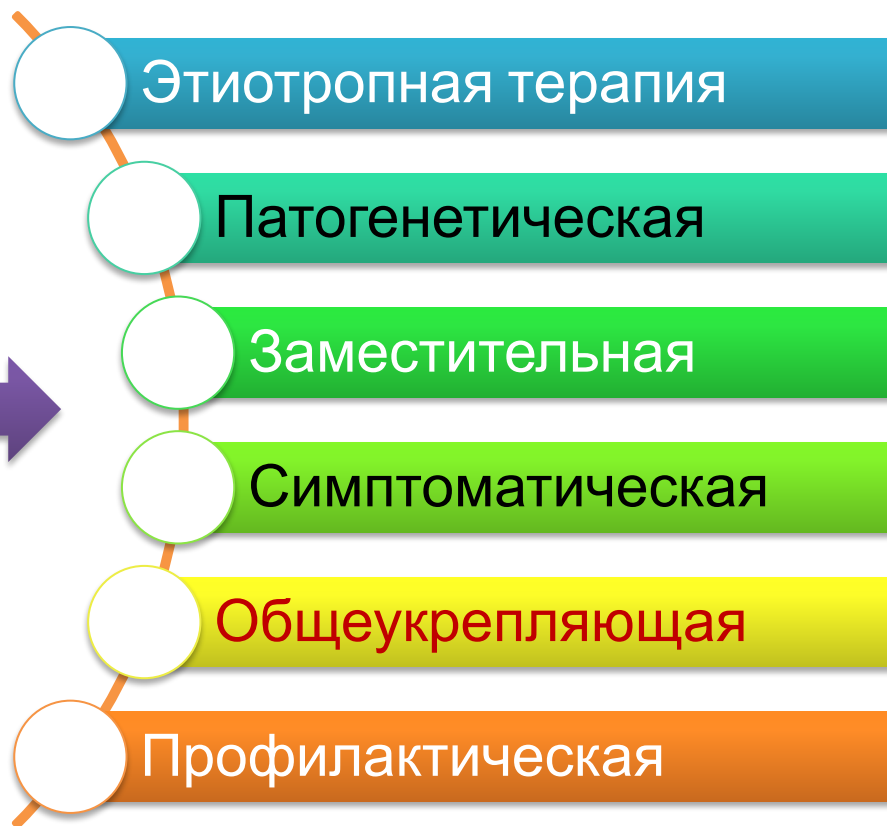 Этиотропная терапия
Патогенетическая
Заместительная
Симптоматическая
Общеукрепляющая
Профилактическая